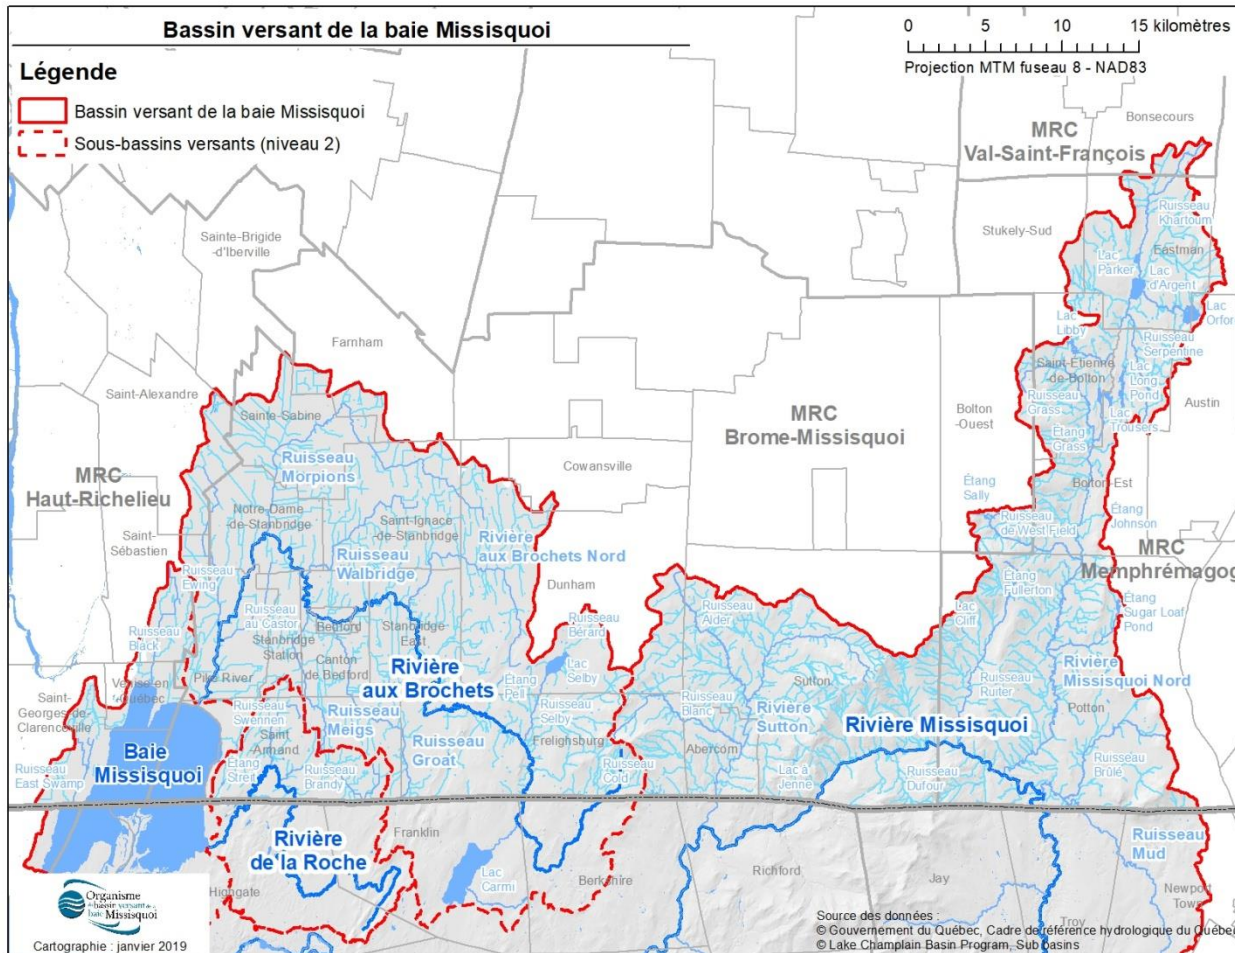 Bassin versant de la baie Missisquoi
0 5 10 15 kilomètres
Projection MTM fuseau 8 - NAD83
Légende
Bassin versant de la baie Missisquoi
Sous-bassins versants (niveau 2)
Bonsecours
MRC
Val-Saint-François
Ruisseau
Khartoum
Stukely-Sud
Eastman
Sainte-Brigide
-d'Iberville
Lac
Parker
Lac
d'Argent
Lac
Orfor
Farnham
Lac
Libby
Ruisseau
Serpentine
Saint-Étienne
-de-Bolton
Lac
Long
Pond
Saint-Alexandre
Sainte-Sabine
Ruisseau
Grass
Austin
MRC
Brome-Missisquoi
Bolton
-Ouest
Lac
Trousers
Étang
Grass
Ruisseau
Morpions
Cowansville
MRC
Haut-Richelieu
Étang
Sally
Bolton-Est
Notre-Dame
-de-Stanbridge
Saint-Ignace
-de-Stanbridge
Ruisseau
de West Field
Étang
Johnson
Saint-
Sébastien
Rivière
aux Brochets Nord
MRC
Memphrémagog
Ruisseau
Walbridge
Ruisseau
Ewing
Dunham
Étang
Fullerton
Étang
Sugar Loaf
Pond
Ruisseau
au Castor
Ruisseau
Alder
Lac
Cliff
Ruisseau
Bérard
Bedford
Stanbridge
-East
Ruisseau
Black
Stanbridge
Station
Canton
de Bedford
Rivière
aux Brochets
Lac
Selby
Rivière
Missisquoi Nord
Venise-en
-Québec
Pike River
Étang
Pell
Sutton
Ruisseau
Ruiter
Saint-
Georges-de-
Clarenceville
Ruisseau
Swennen
Ruisseau
Meigs
Ruisseau
Selby
Ruisseau
Blanc
Rivière
Sutton
Rivière Missisquoi
Potton
Baie
Missisquoi
Saint
-Armand
Ruisseau
Groat
Frelighsburg
Abercorn
Ruisseau
East Swamp
Étang
Streit
Ruisseau
Brandy
Ruisseau
Cold
Lac à
Jenne
Ruisseau
Dufour
Ruisseau
Brûlé
Rivière
de la Roche
Franklin
Ruisseau
Mud
Lac
Carmi
Highgate
Berkshire
Richford
Jay
Newport
Town
Troy
Organisme
de bassin versant de la
baie Missisquoi
Cartographie : janvier 2019
Source des données :
© Gouvernement du Québec, Cadre de référence hydrologique du Québec
© Lake Champlain Basin Program, Sub basins